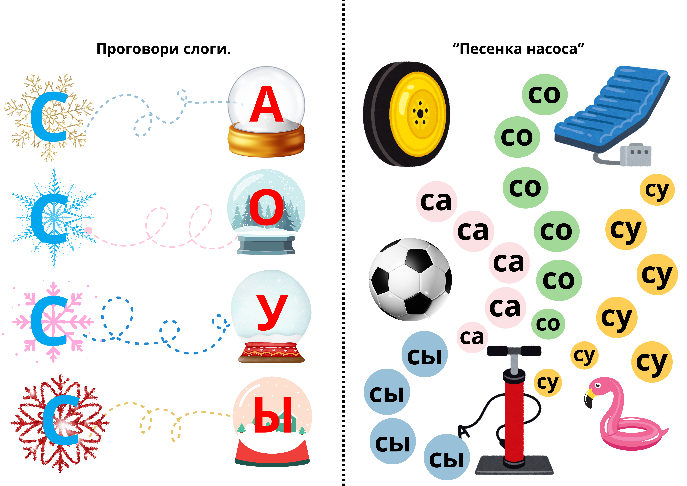 Проговори слоги.
С А
С О
С У
С Ы
“Песенка насоса”
со
со
со
со
со
со
са
са
са
са
са
су
су
су
су
су
су
су
сы
сы
сы
сы